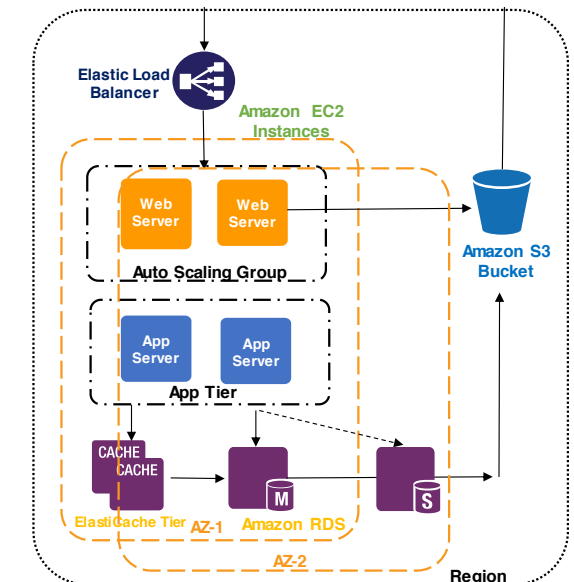 Elastic Load
Balancer
Amazon EC2
Instances
Web
Server
Web
Server
Auto Scaling Group
Amazon S3
Bucket
App
Server
App
Server
App Tier
CACHE
CACHE
M
S
ElastiCache Tier
AZ-1
Amazon RDS
AZ-2
Region